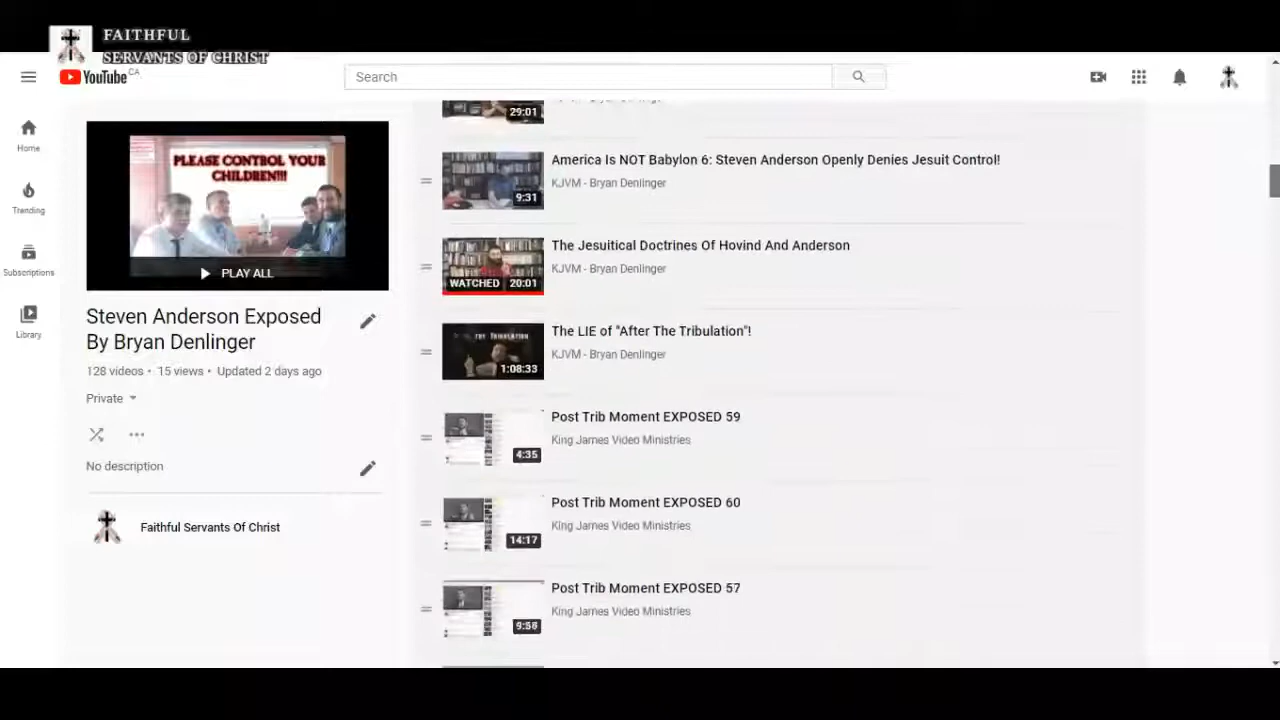 FAITHFUL
SERVANTS OF CHRIST
YouTube CA
Search
Home
Trending
Subscriptions
Library
PLEASE CONTROL YOUR
CHILDREN!!!
PLAY ALL
Steven Anderson Exposed
By Bryan Denlinger
128 videos • 15 views • Updated 2 days ago
Private
No description
Faithful Servants Of Christ
29:01
America Is NOT Babylon 6: Steven Anderson Openly Denies Jesuit Control!
KJVM - Bryan Denlinger
9:31
The Jesuitical Doctrines Of Hovind And Anderson
KJVM - Bryan Denlinger
WATCHED 20:01
The LIE of "After The Tribulation"!
KJVM - Bryan Denlinger
THE TRIBULATION
1:08:33
Post Trib Moment EXPOSED 59
King James Video Ministries
4:35
Post Trib Moment EXPOSED 60
King James Video Ministries
14:17
Post Trib Moment EXPOSED 57
King James Video Ministries
9:56